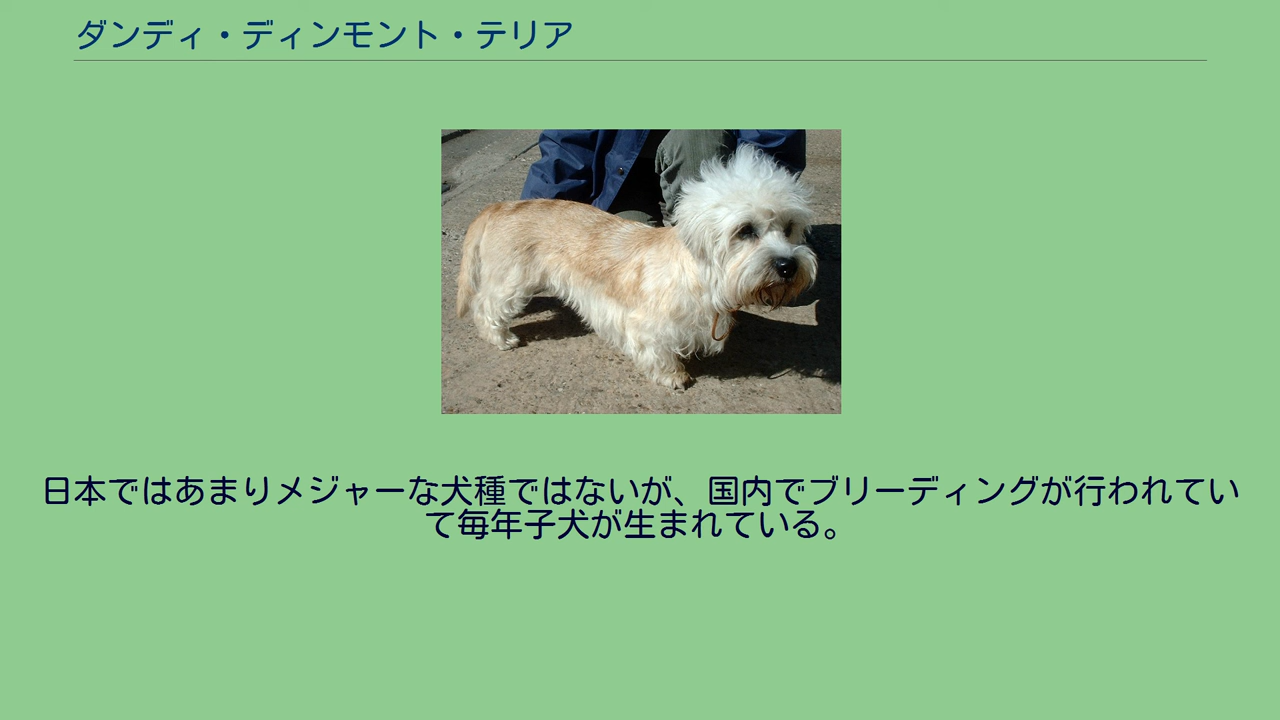 ダンディ・ディンモント・テリア
日本ではあまりメジャーな犬種ではないが、国内でブリーディングが行われてい
て毎年子犬が生まれている。